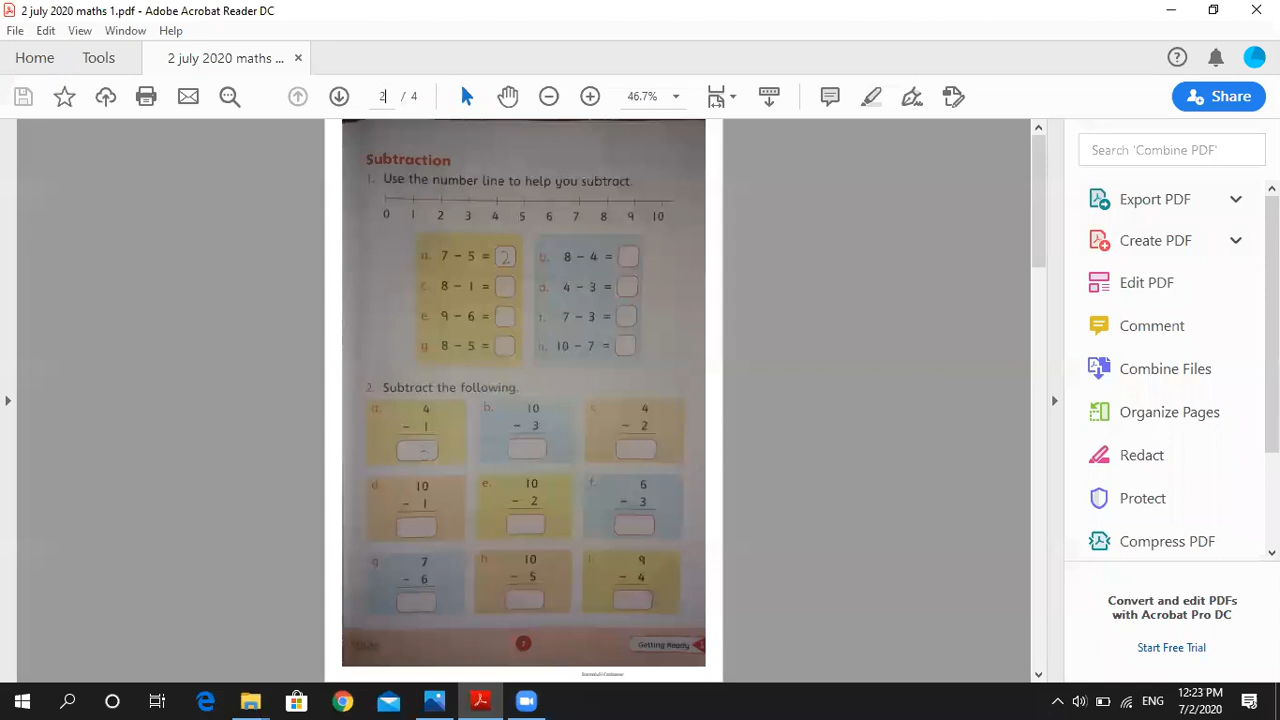 2 july 2020 maths 1.pdf - Adobe Acrobat Reader DC
File Edit View Window Help
Home Tools 2 july 2020 maths ... ×
2 / 4 46.7% Share
Subtraction
1. Use the number line to help you subtract.
0 1 2 3 4 5 6 7 8 9 10
a. 7 - 5 = 2 b. 8 - 4 =
c. 8 - 1 = d. 4 - 3 =
e. 9 - 6 = f. 7 - 3 =
g. 8 - 5 = h. 10 - 7 =
2. Subtract the following.
a. 4 b. 10 c. 4
- 1 - 3 - 2
d. 10 e. 10 f. 6
- 1 - 2 - 3
g 7 h 10 i 9
- 6 - 5 - 4
7 Getting Ready
Search 'Combine PDF'
Export PDF
Create PDF
Edit PDF
Comment
Combine Files
Organize Pages
Redact
Protect
Compress PDF
Convert and edit PDFs
with Acrobat Pro DC
Start Free Trial
ENG
12:23 PM
7/2/2020